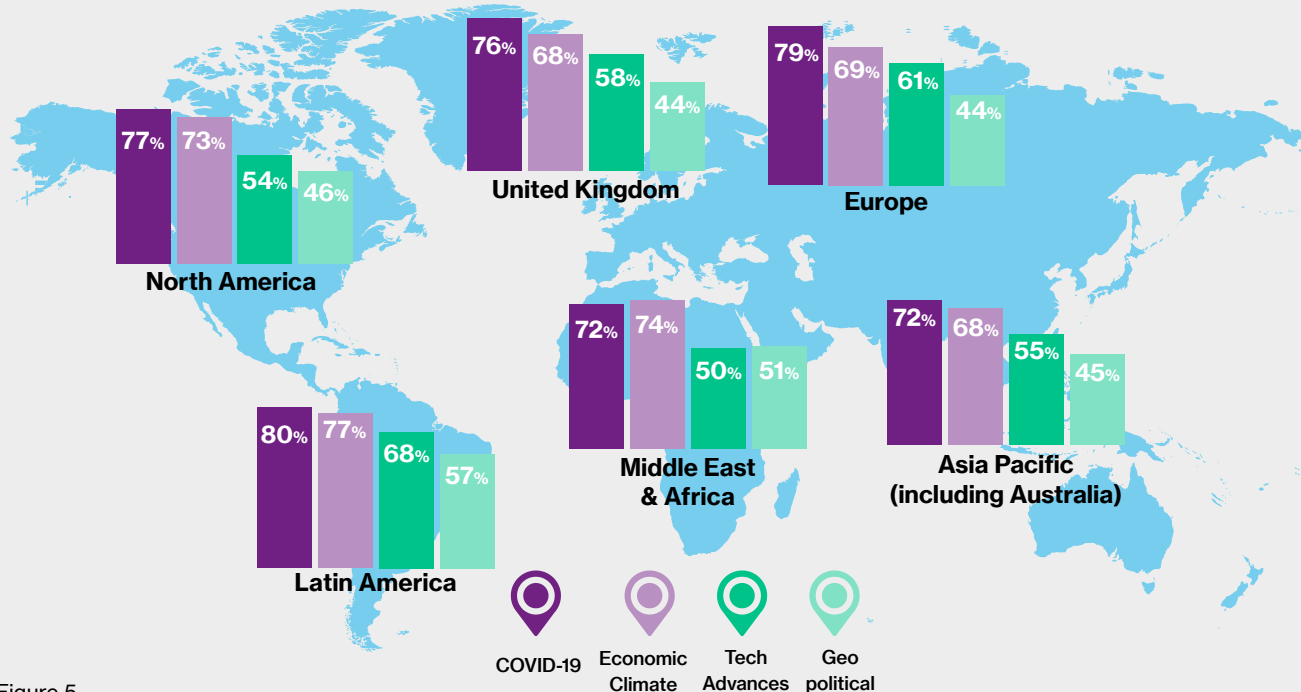 76%
68%
58%
44%
United Kingdom
79%
69%
61%
44%
Europe
77%
73%
54%
46%
North America
72%
74%
50%
51%
Middle East
& Africa
72%
68%
55%
45%
Asia Pacific
(including Australia)
80%
77%
68%
57%
Latin America
COVID-19
Economic
Climate
Tech
Advances
Geo
political
Figure 5